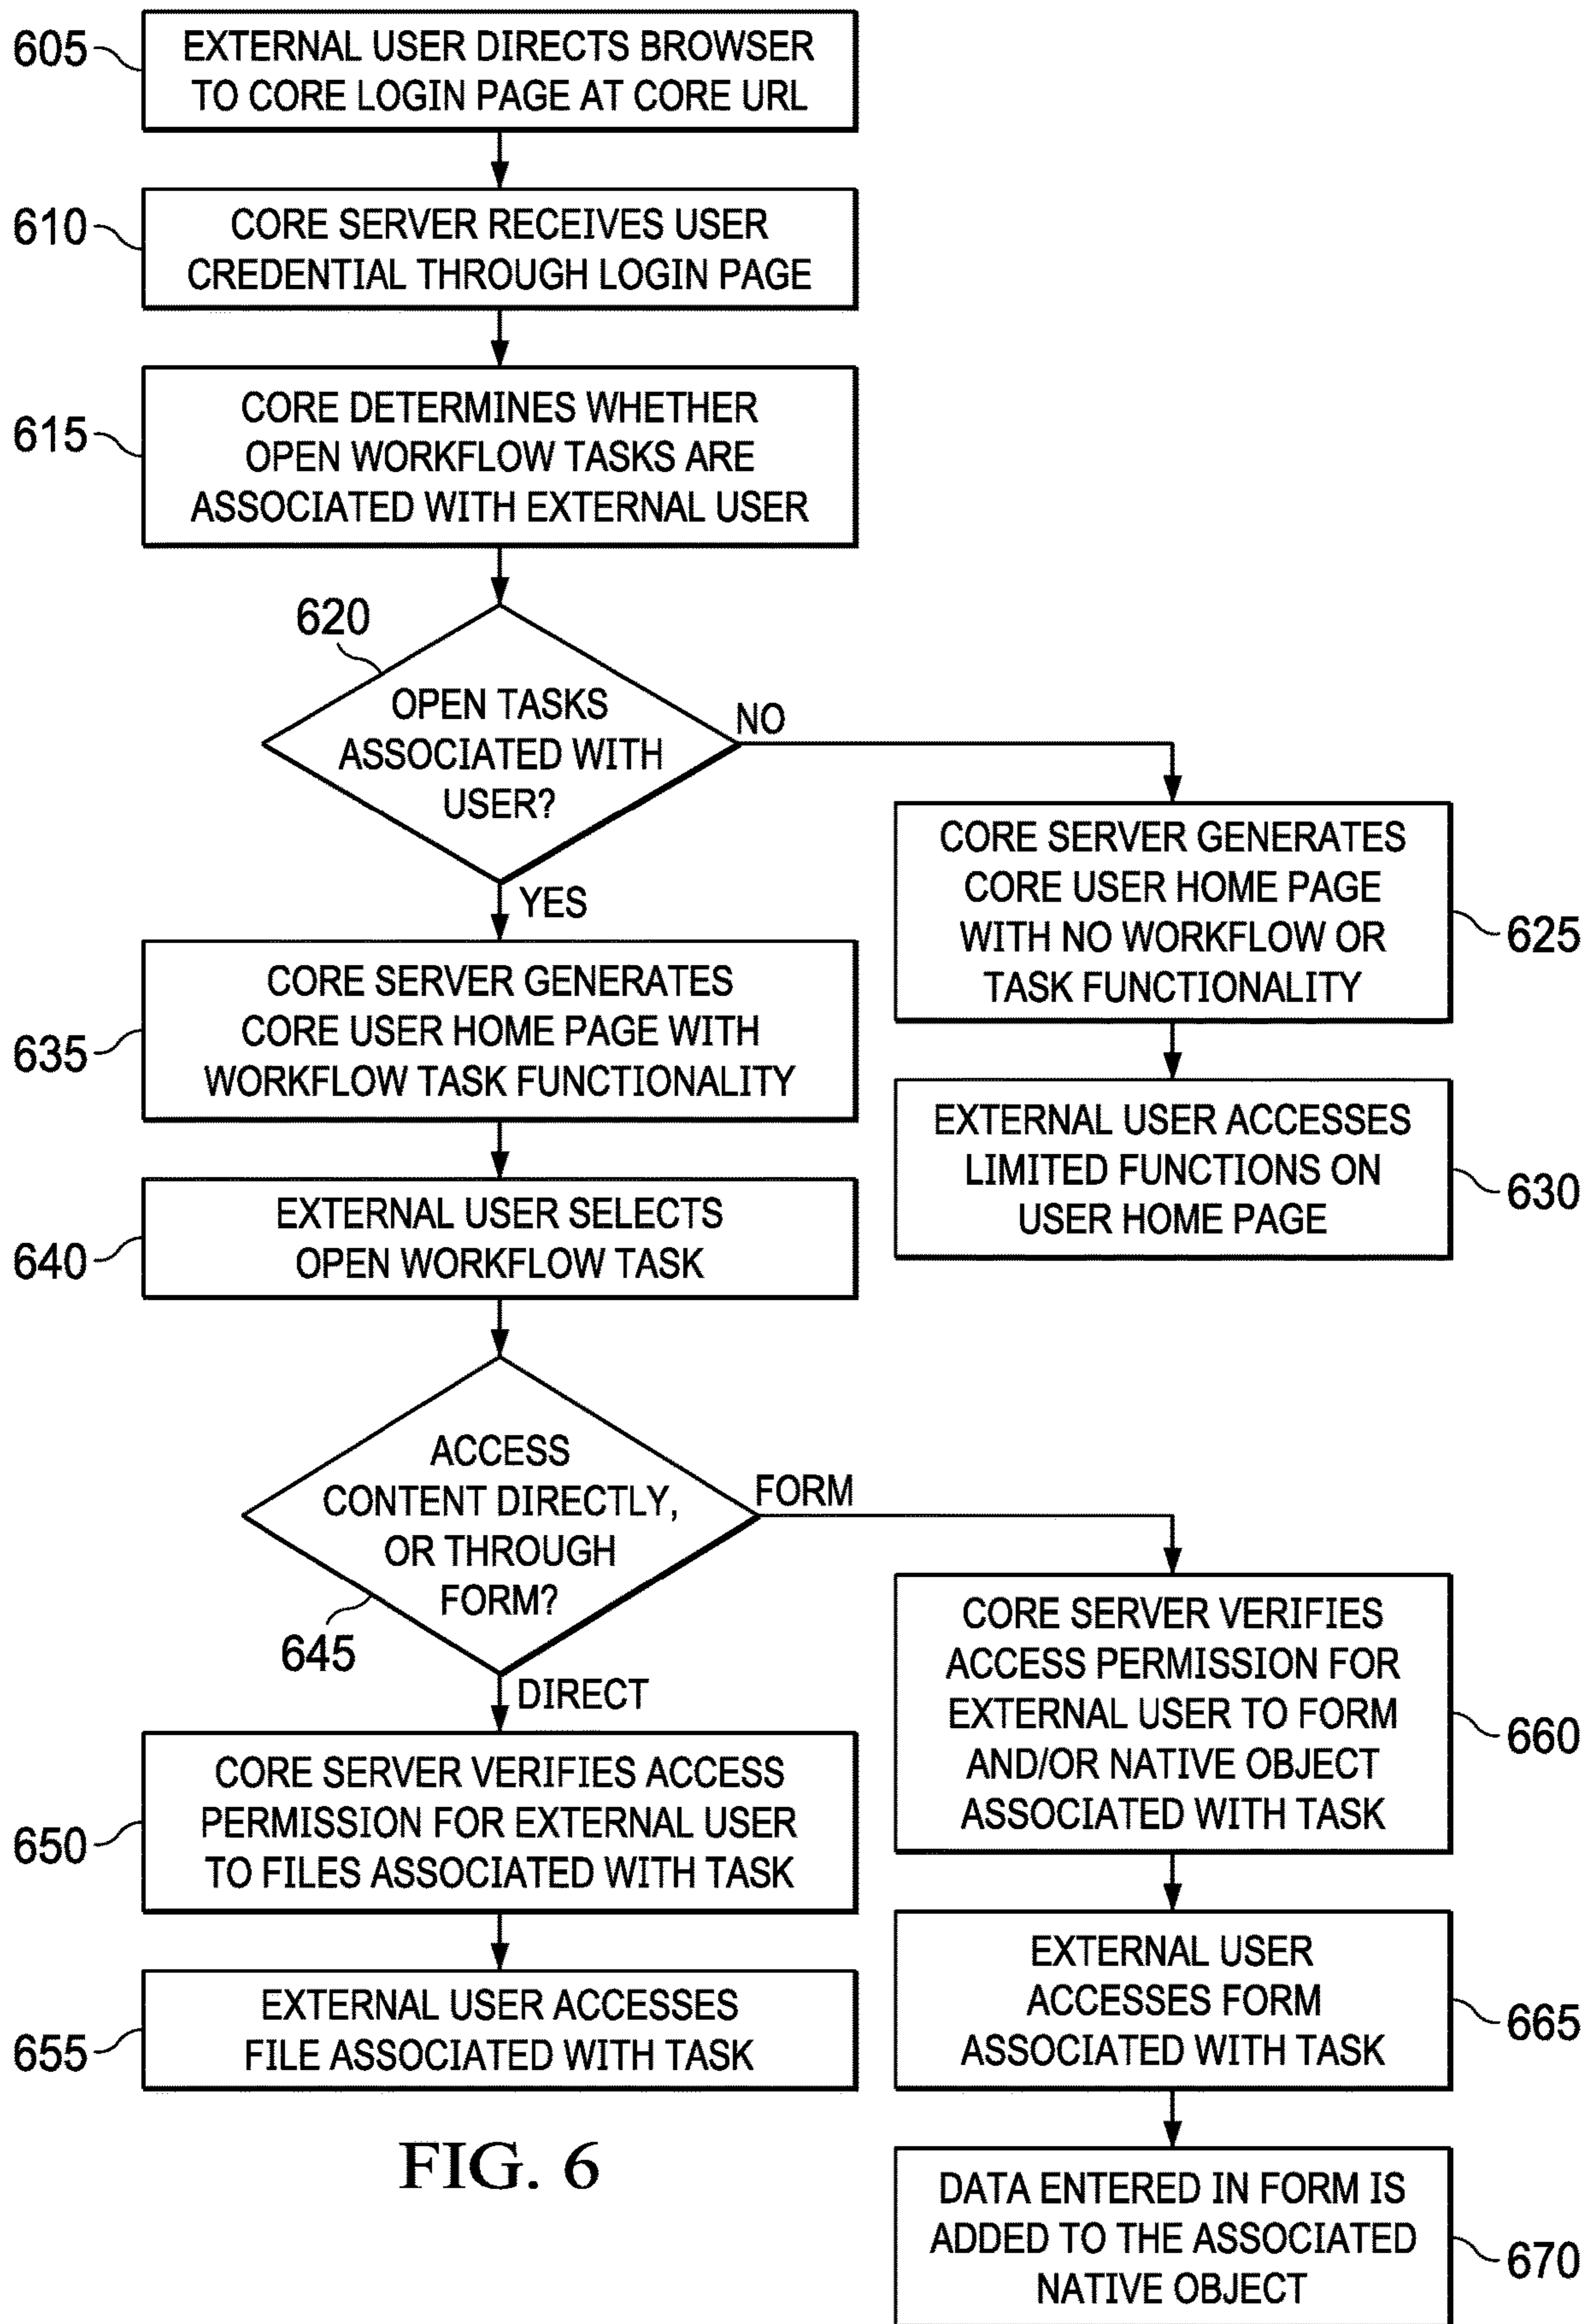 605
EXTERNAL USER DIRECTS BROWSER
TO CORE LOGIN PAGE AT CORE URL
610
CORE SERVER RECEIVES USER
CREDENTIAL THROUGH LOGIN PAGE
615
CORE DETERMINES WHETHER
OPEN WORKFLOW TASKS ARE
ASSOCIATED WITH EXTERNAL USER
620
OPEN TASKS
ASSOCIATED WITH
USER?
NO
YES
CORE SERVER GENERATES
CORE USER HOME PAGE
WITH NO WORKFLOW OR
TASK FUNCTIONALITY
625
EXTERNAL USER ACCESSES
LIMITED FUNCTIONS ON
USER HOME PAGE
630
635
CORE SERVER GENERATES
CORE USER HOME PAGE WITH
WORKFLOW TASK FUNCTIONALITY
640
EXTERNAL USER SELECTS
OPEN WORKFLOW TASK
ACCESS
CONTENT DIRECTLY,
OR THROUGH
FORM?
645
FORM
DIRECT
650
CORE SERVER VERIFIES ACCESS
PERMISSION FOR EXTERNAL USER
TO FILES ASSOCIATED WITH TASK
655
EXTERNAL USER ACCESSES
FILE ASSOCIATED WITH TASK
CORE SERVER VERIFIES
ACCESS PERMISSION FOR
EXTERNAL USER TO FORM
AND/OR NATIVE OBJECT
ASSOCIATED WITH TASK
660
EXTERNAL USER
ACCESSES FORM
ASSOCIATED WITH TASK
665
DATA ENTERED IN FORM IS
ADDED TO THE ASSOCIATED
NATIVE OBJECT
670
FIG. 6